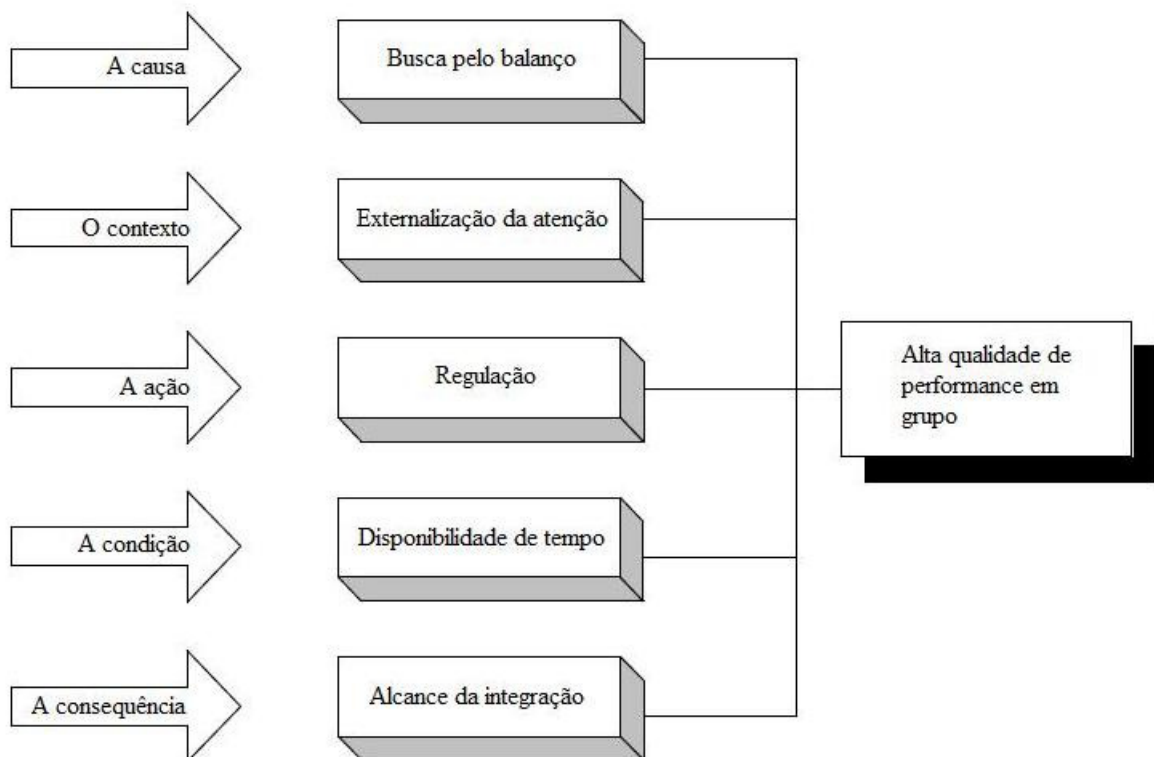 A causa
Busca pelo balanço
O contexto
Externalização da atenção
A ação
Regulação
Alta qualidade de
performance em
grupo
A condição
Disponibilidade de tempo
A consequência
Alcance da integração